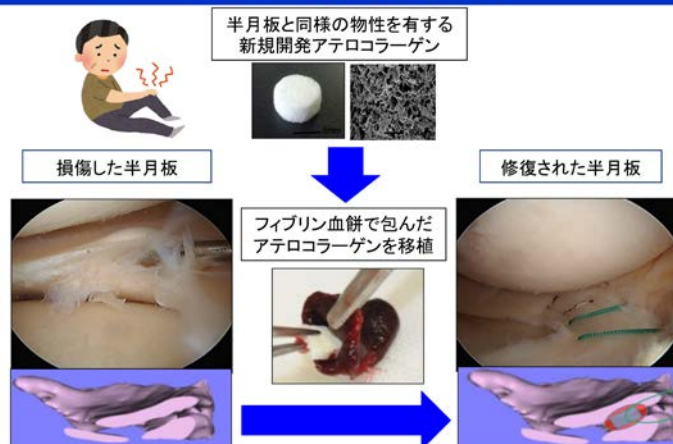 半月板と同様の物性を有する
新規開発アテロコラーゲン
損傷した半月板
修復された半月板
フィブリン血餅で包んだ
アテロコラーゲンを移植